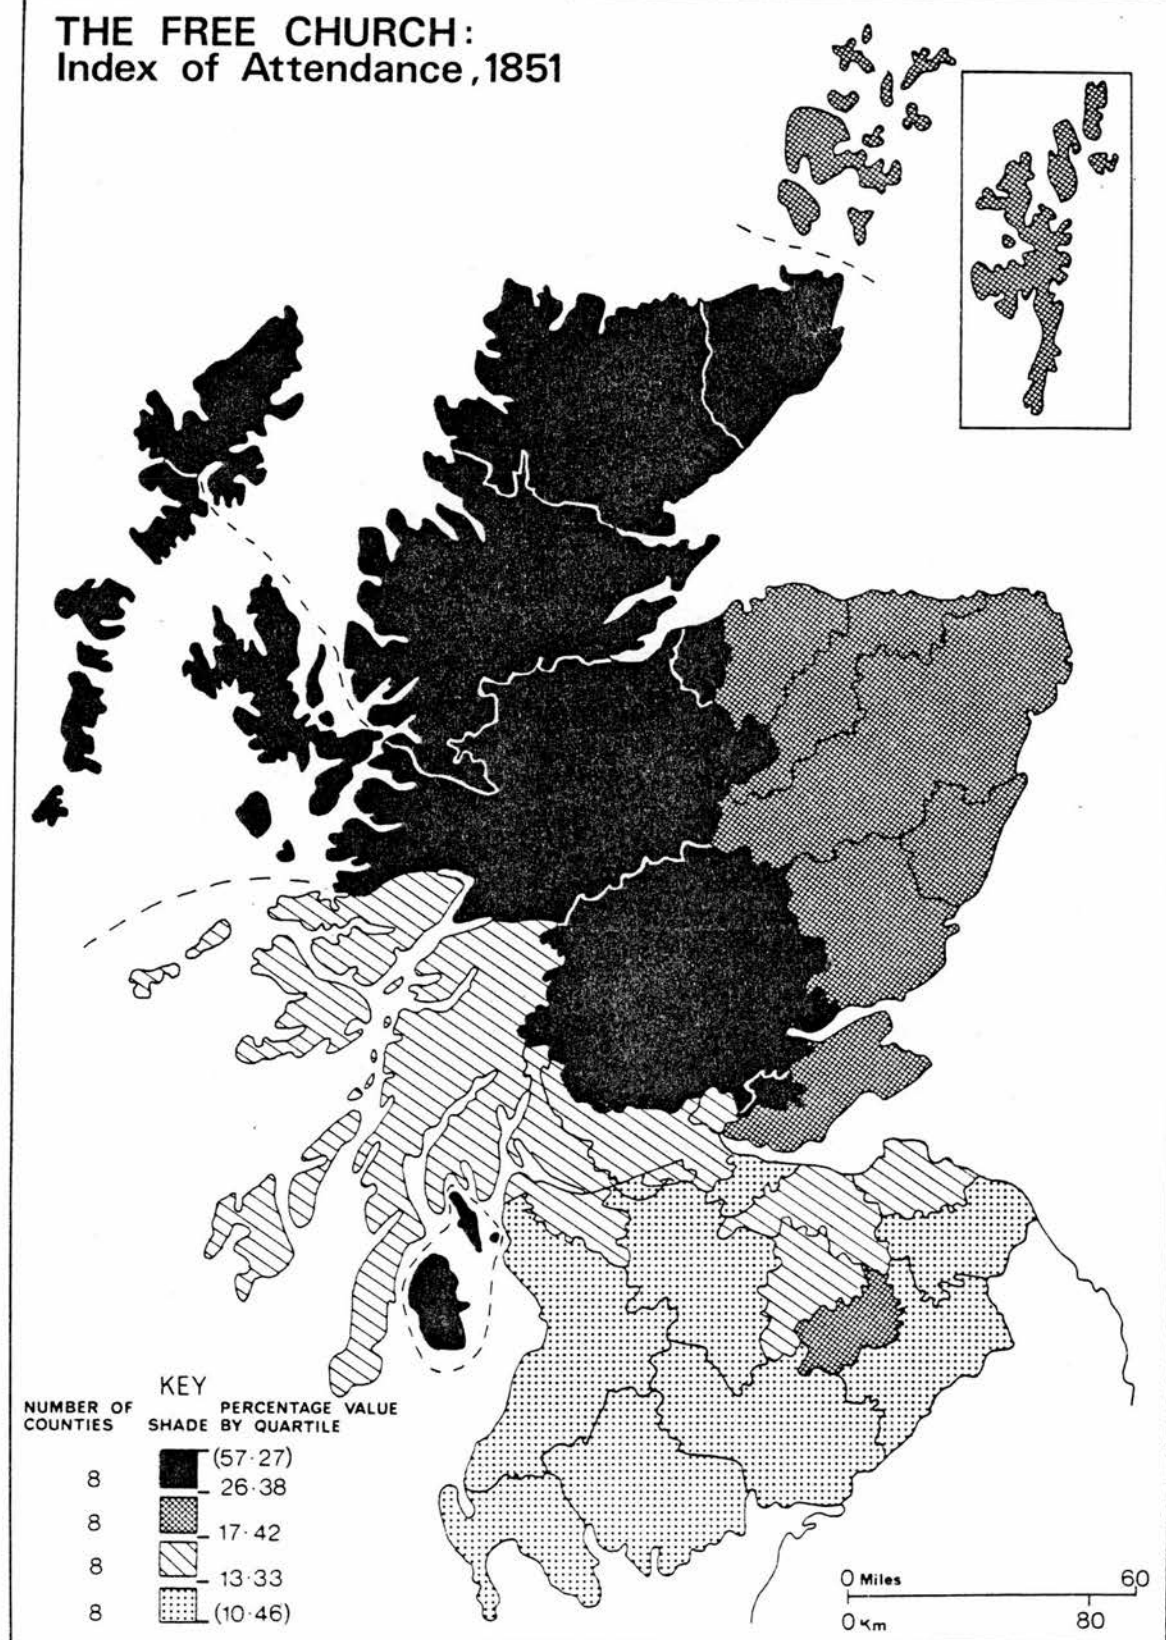 THE FREE CHURCH:
Index of Attendance, 1851
KEY
NUMBER OF COUNTIES
SHADE
PERCENTAGE VALUE BY QUARTILE
(57·27)
8
26·38
8
17·42
8
13·33
8
(10·46)
0 Miles 60
0 Km 80